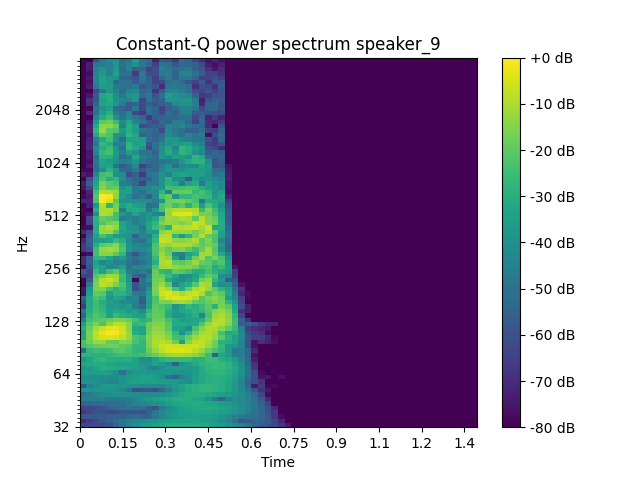 Constant-Q power spectrum speaker_9
Hz
2048
1024
512
256
128
64
32
0 0.15 0.3 0.45 0.6 0.75 0.9 1.1 1.2 1.4
Time
+0 dB
-10 dB
-20 dB
-30 dB
-40 dB
-50 dB
-60 dB
-70 dB
-80 dB